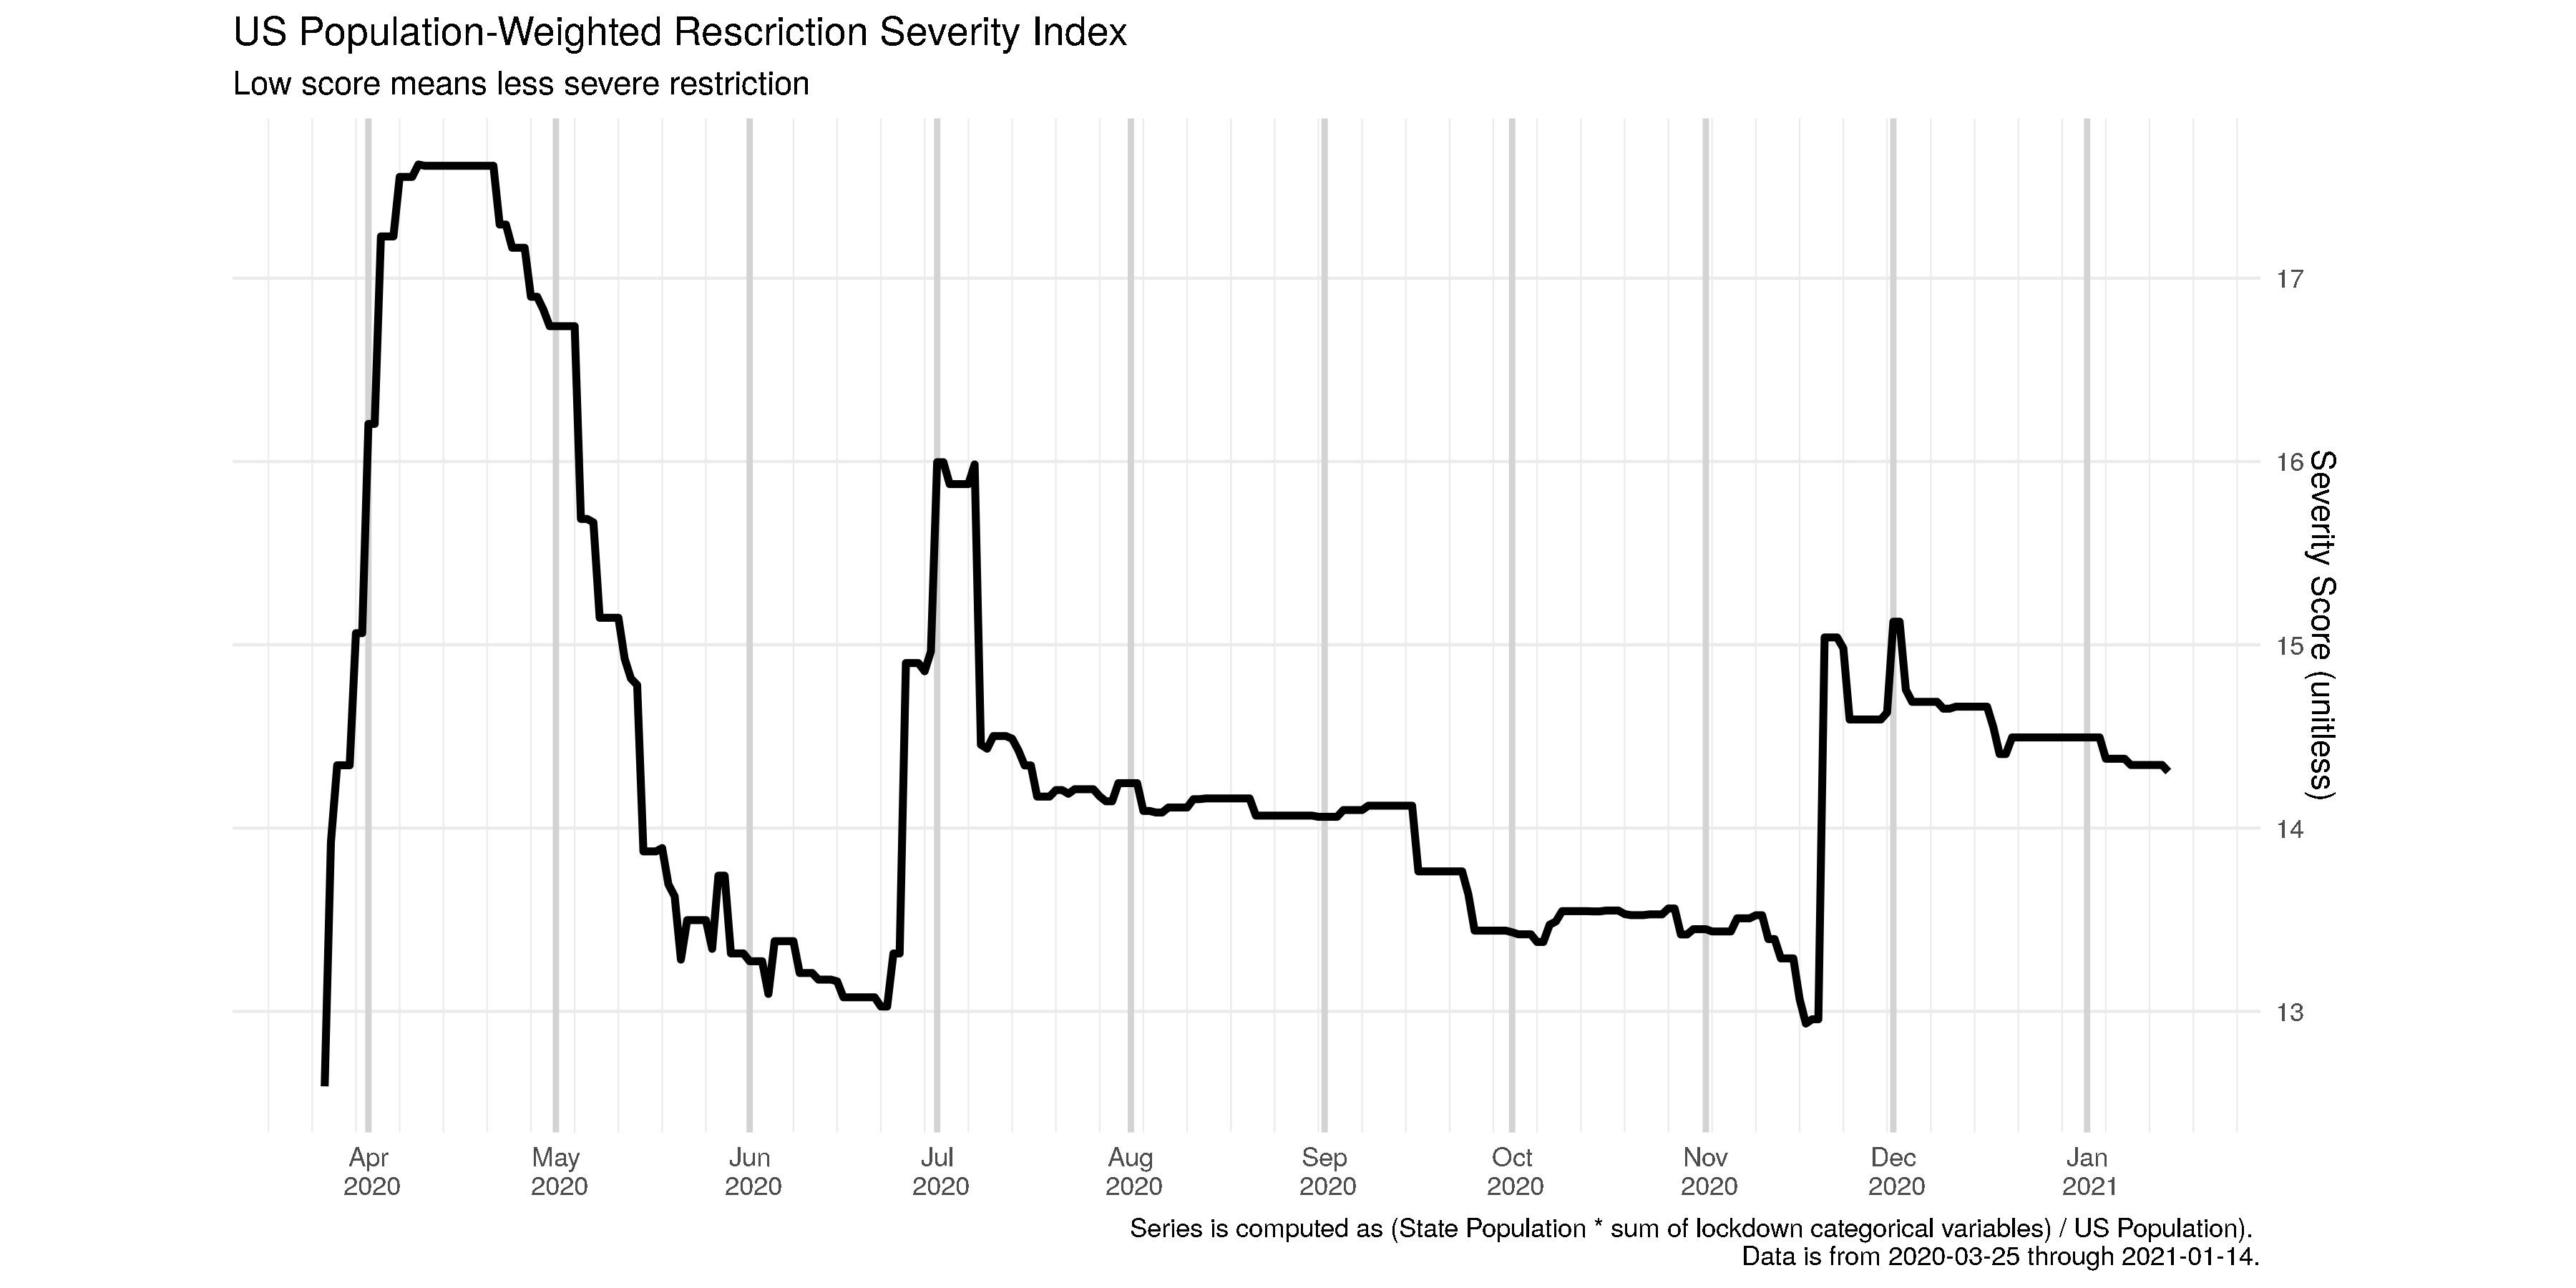 US Population-Weighted Rescriction Severity Index
Low score means less severe restriction
17
16
15
14
13
Severity Score (unitless)
Apr 2020
May 2020
Jun 2020
Jul 2020
Aug 2020
Sep 2020
Oct 2020
Nov 2020
Dec 2020
Jan 2021
Series is computed as (State Population * sum of lockdown categorical variables) / US Population).
Data is from 2020-03-25 through 2021-01-14.